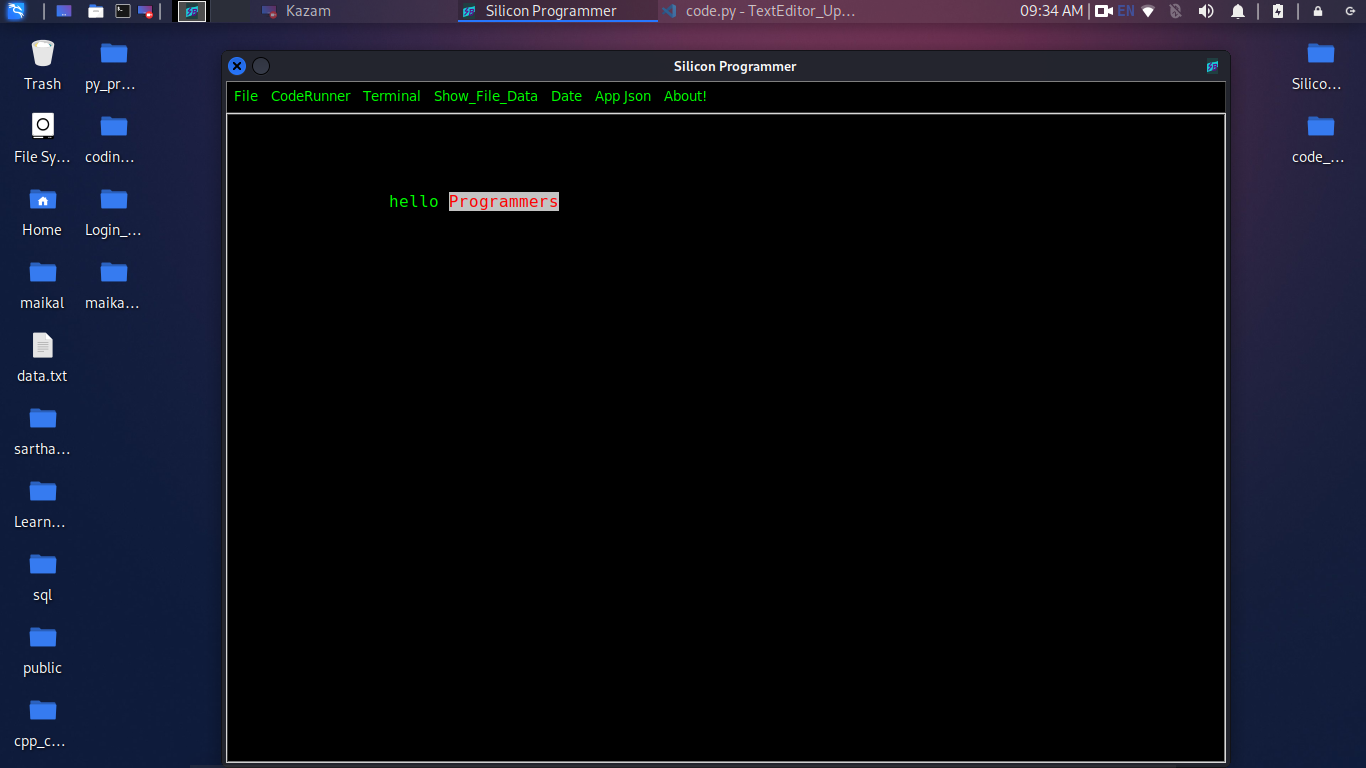 Kazam
Silicon Programmer
code.py - TextEditor_Up...
09:34 AM
EN
Trash
py_pr...
Silico...
File Sy...
codin...
code_...
Home
Login_...
maikal
maika...
data.txt
sartha...
Learn...
sql
public
cpp_c...
Silicon Programmer
File CodeRunner Terminal Show_File_Data Date App Json About!
hello Programmers